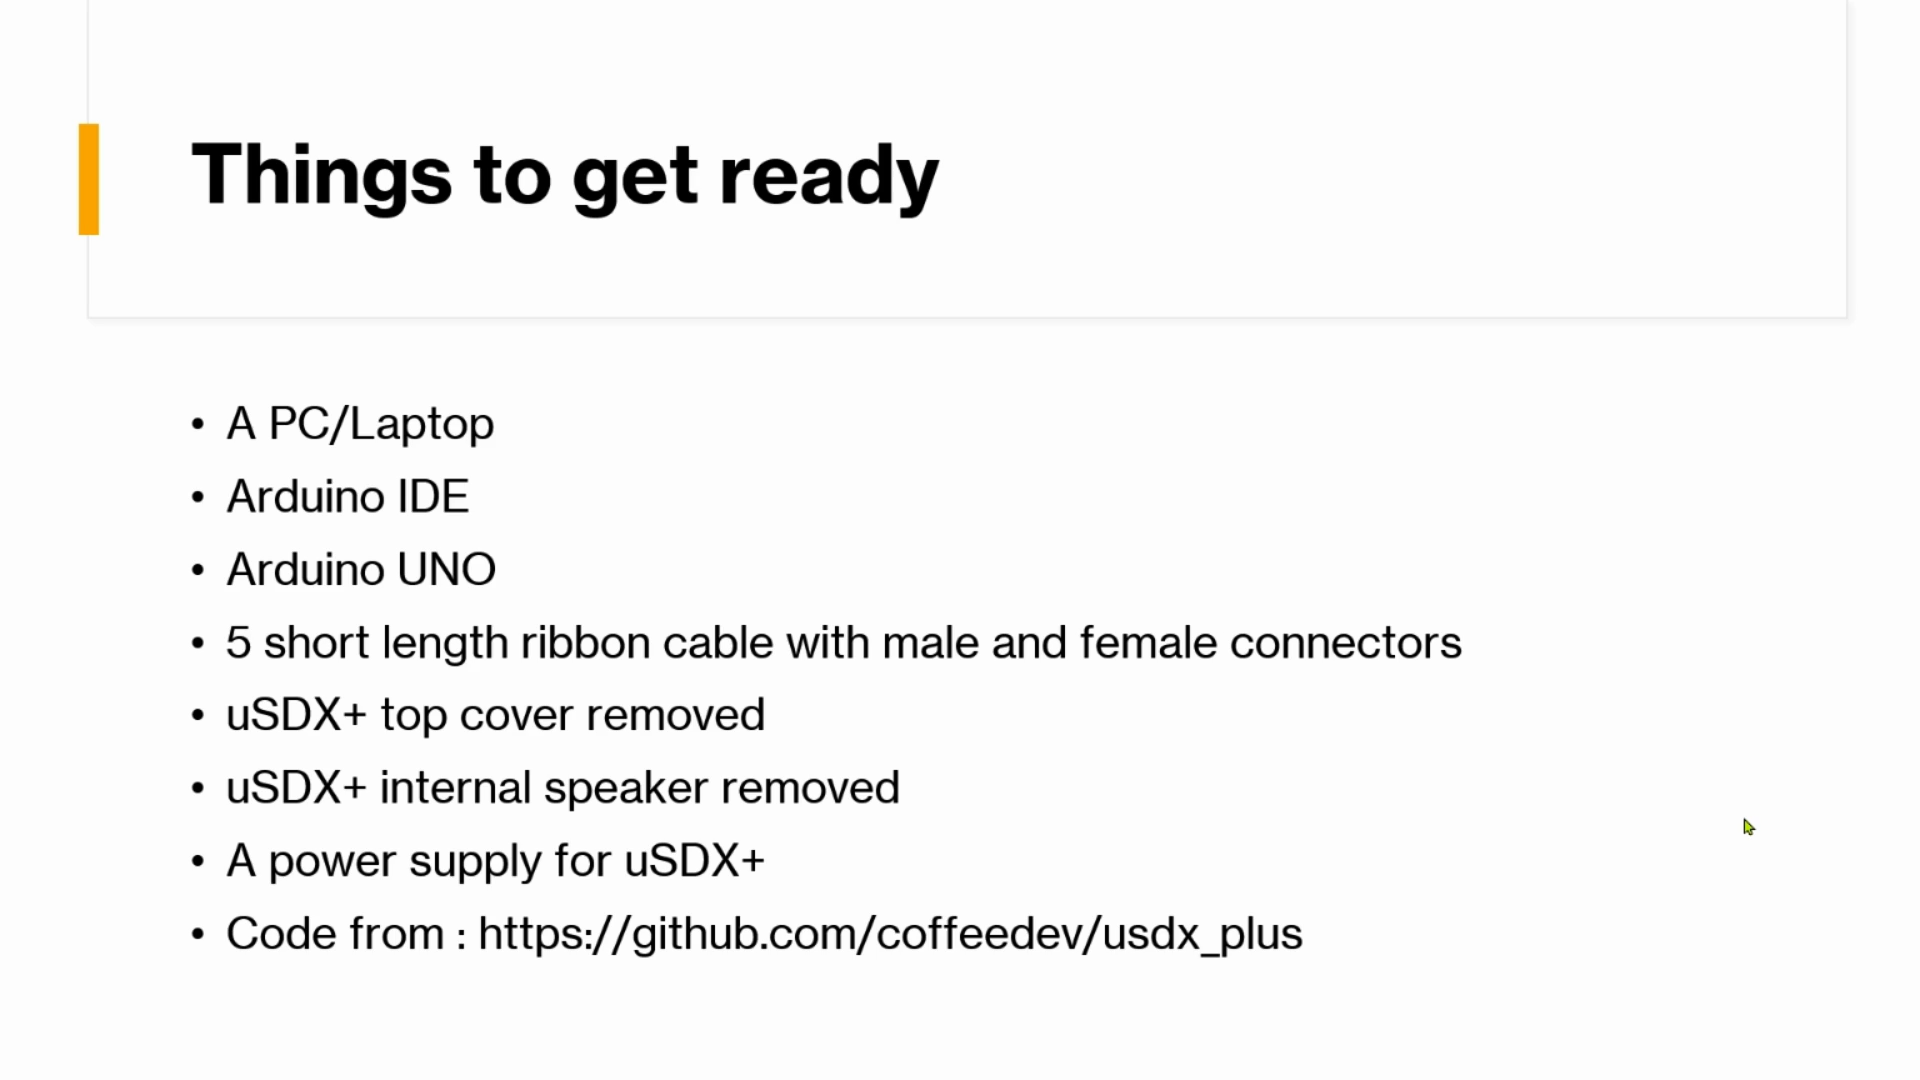 Things to get ready
• A PC/Laptop
• Arduino IDE
• Arduino UNO
• 5 short length ribbon cable with male and female connectors
• uSDX+ top cover removed
• uSDX+ internal speaker removed
• A power supply for uSDX+
• Code from : https://github.com/coffeedev/usdx_plus